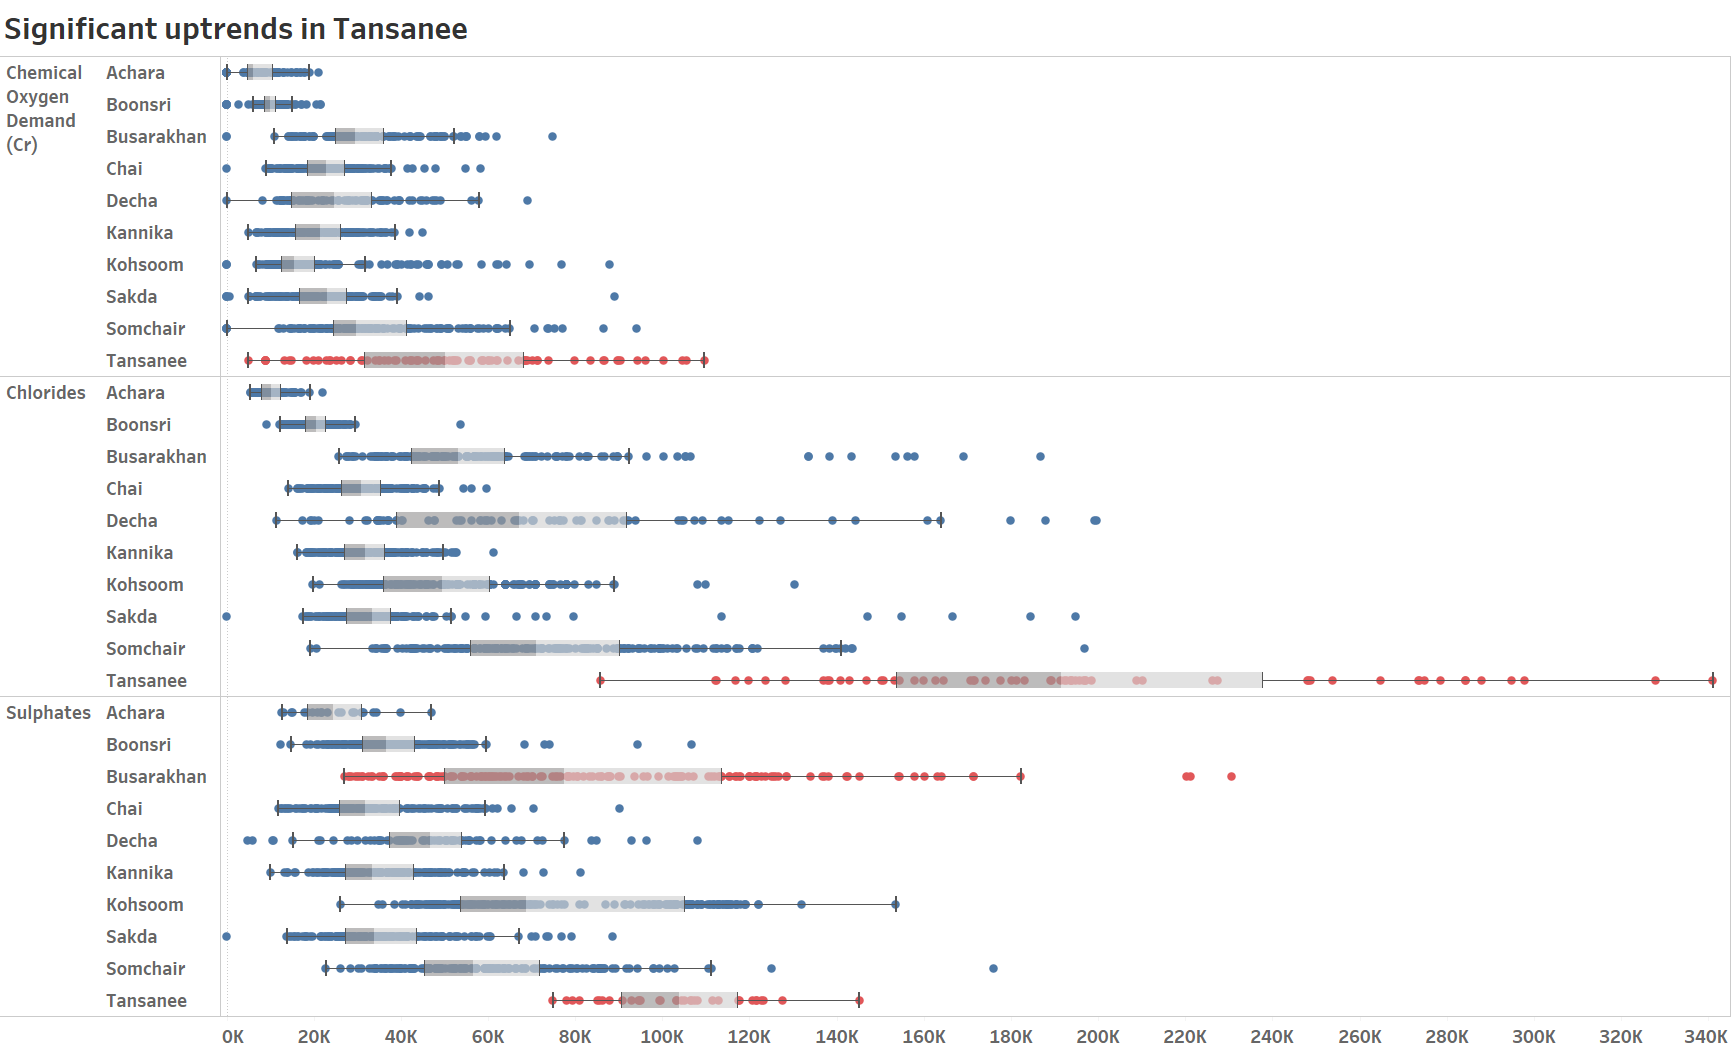 Significant uptrends in Tansanee
Chemical
Oxygen
Demand
(Cr)
Achara
Boonsri
Busarakhan
Chai
Decha
Kannika
Kohsoom
Sakda
Somchair
Tansanee
Chlorides
Achara
Boonsri
Busarakhan
Chai
Decha
Kannika
Kohsoom
Sakda
Somchair
Tansanee
Sulphates
Achara
Boonsri
Busarakhan
Chai
Decha
Kannika
Kohsoom
Sakda
Somchair
Tansanee
0K 20K 40K 60K 80K 100K 120K 140K 160K 180K 200K 220K 240K 260K 280K 300K 320K 340K